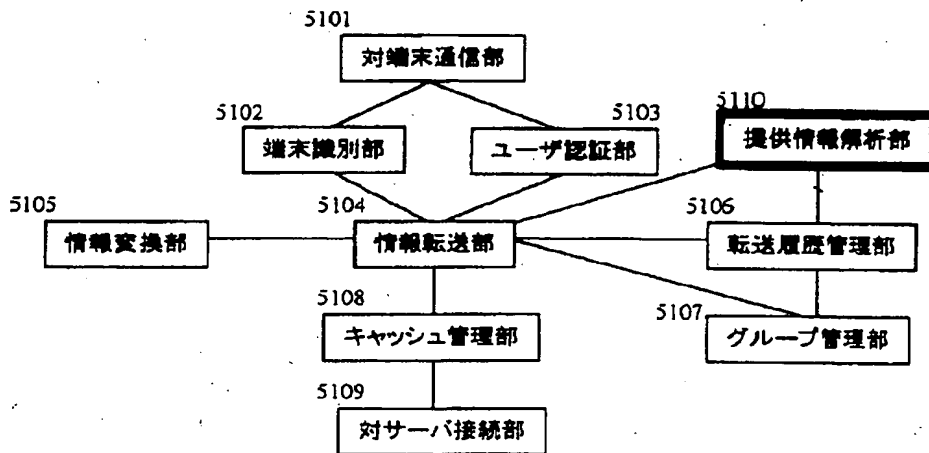 5101
対端末通信部
5102
端末識別部
5103
ユーザ認証部
5110
提供情報解析部
5105
情報変換部
5104
情報転送部
5106
転送履歴管理部
5108
キャッシュ管理部
5107
グループ管理部
5109
対サーバ接続部